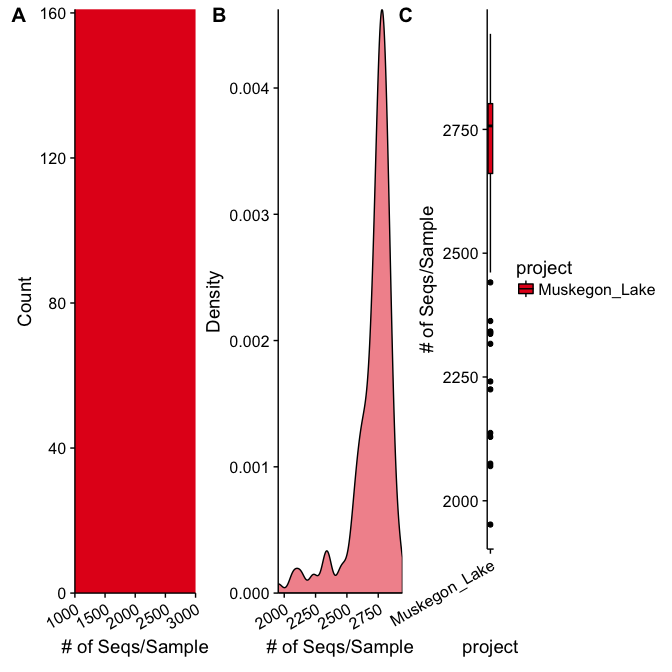 A
160
120
80
40
0
Count
1000
1500
2000
2500
3000
# of Seqs/Sample
B
0.004
0.003
0.002
0.001
0.000
Density
2000
2250
2500
2750
# of Seqs/Sample
C
2750
2500
2250
2000
# of Seqs/Sample
Muskegon_Lake
project
project
Muskegon_Lake